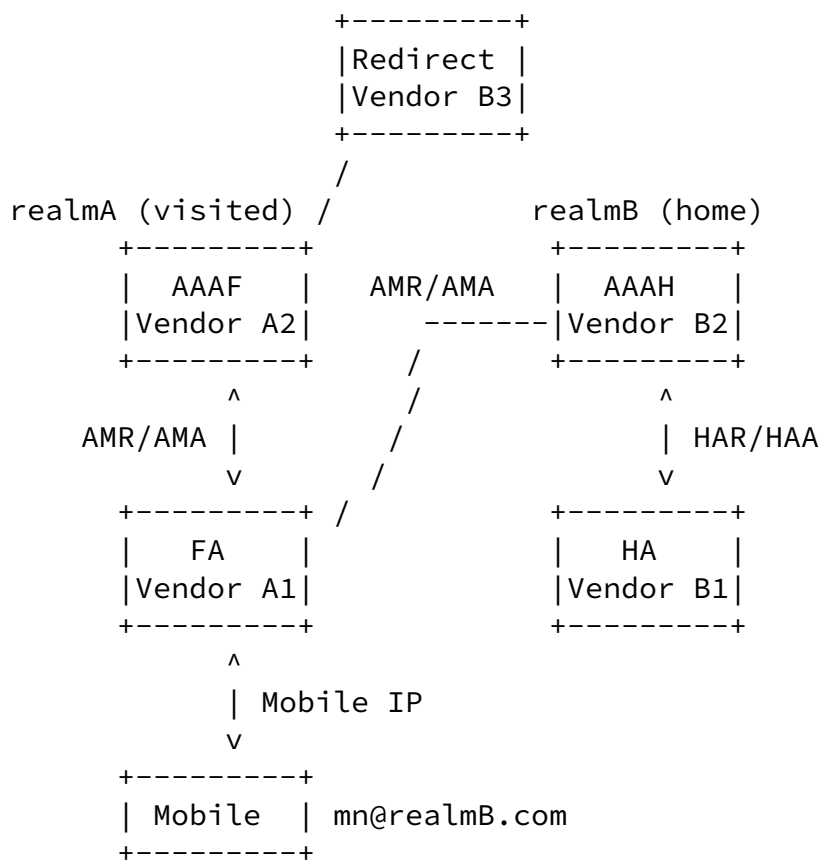 +---------+
|Redirect |
|Vendor B3|
+---------+
/
realmA (visited) / realmB (home)
+---------+ +---------+
| AAAF | AMR/AMA | AAAH |
|Vendor A2| -------|Vendor B2|
+---------+ / +---------+
^ / ^
AMR/AMA | / | HAR/HAA
v / v
+---------+ / +---------+
| FA | | HA |
|Vendor A1| |Vendor B1|
+---------+ +---------+
^
| Mobile IP
v
+---------+
| Mobile | mn@realmB.com
+---------+